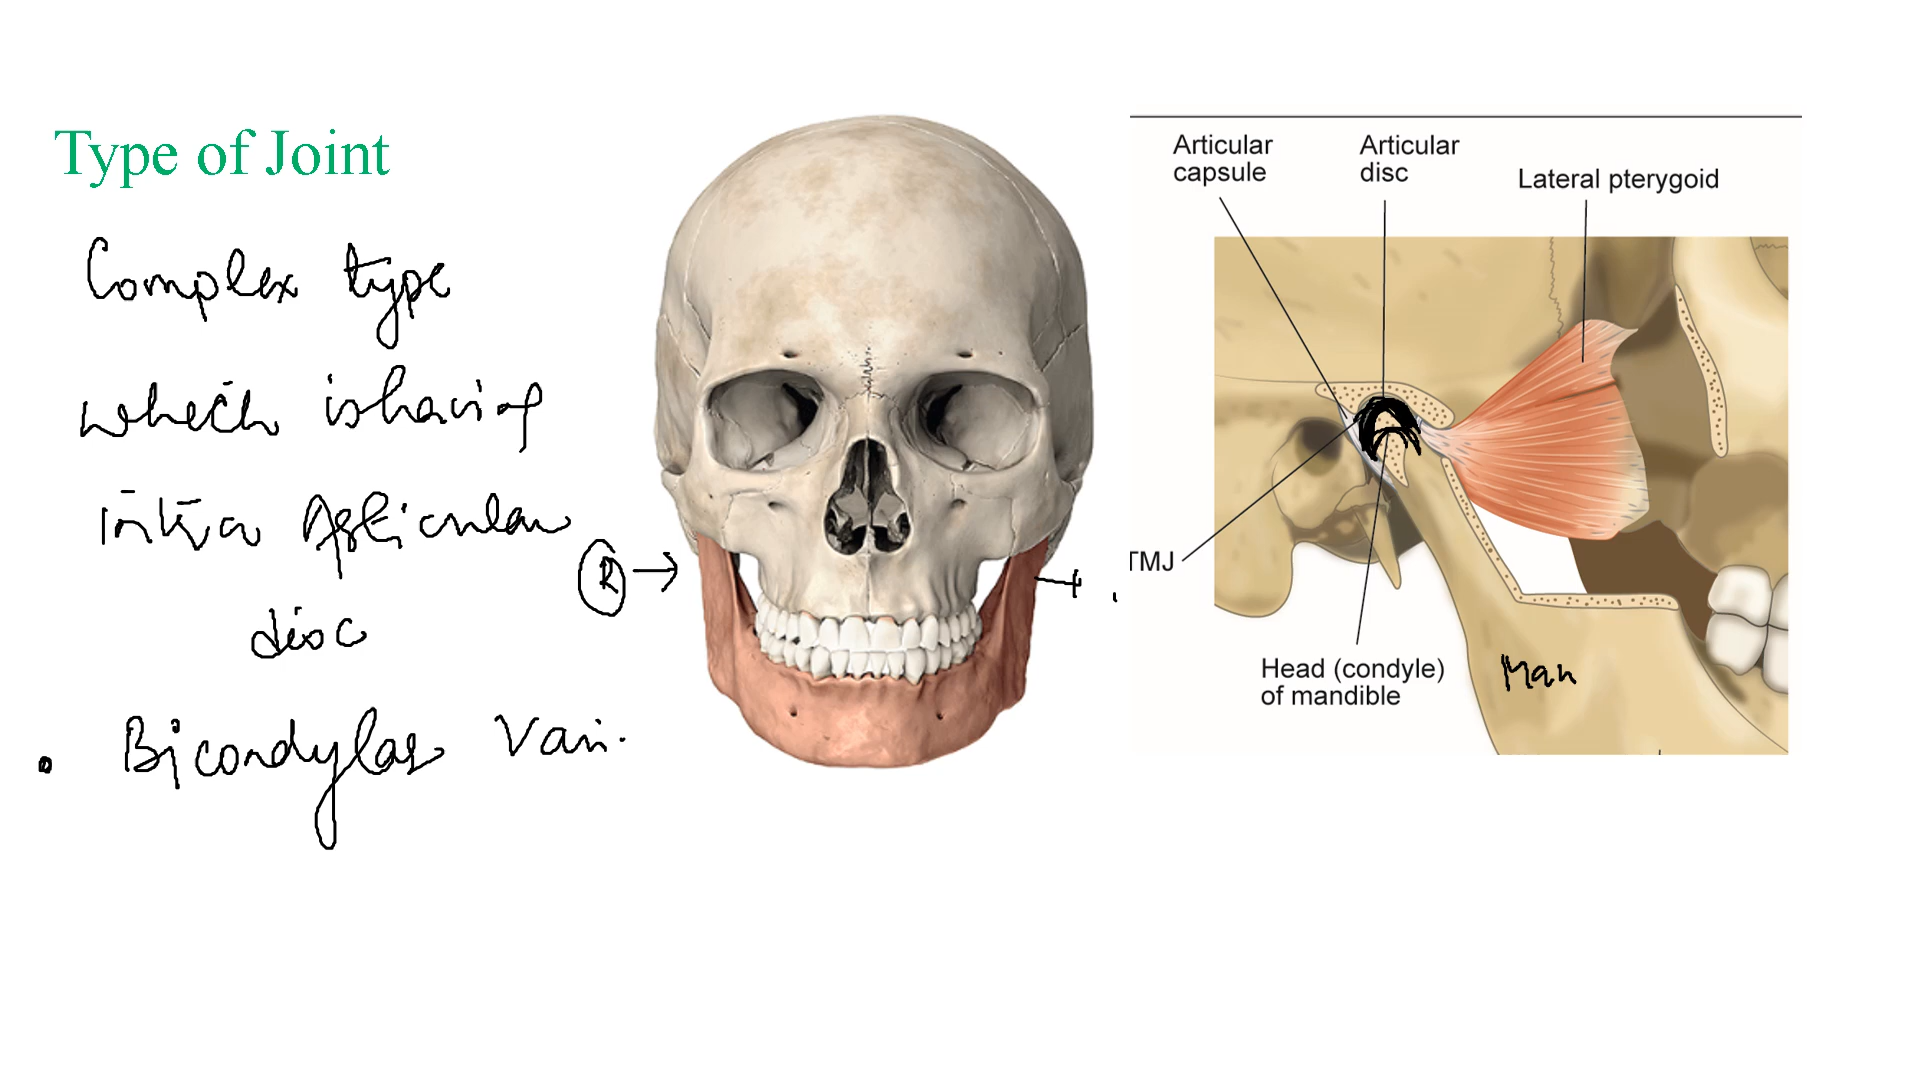 Type of Joint
Complex type
which is having
intra Articular
disc
. Bicondylar Vari.
R
Articular
capsule
Articular
disc
Lateral pterygoid
TMJ
Head (condyle)
of mandible
Man